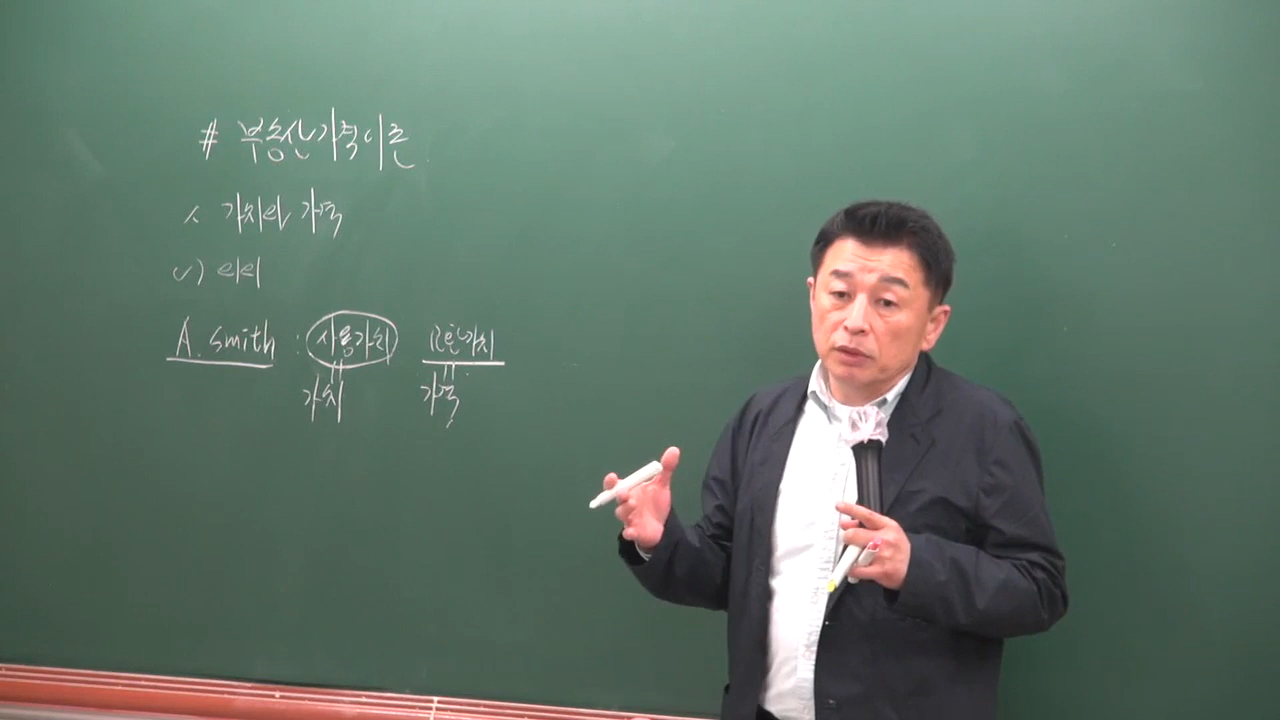 # 부동산가격이론
1. 가치와 가격
1) 의의
A. Smith : 사용가치 교환가치
가치 가격